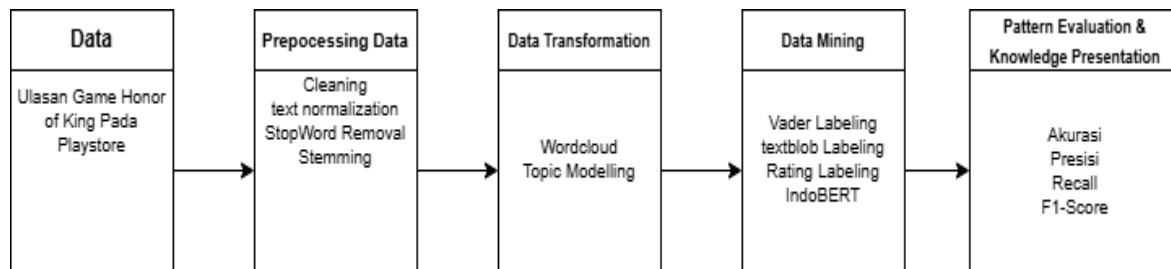 Data
Ulasan Game Honor
of King Pada
Playstore
Prepocessing Data
Cleaning
text normalization
StopWord Removal
Stemming
Data Transformation
Wordcloud
Topic Modelling
Data Mining
Vader Labeling
textblob Labeling
Rating Labeling
IndoBERT
Pattern Evaluation &
Knowledge Presentation
Akurasi
Presisi
Recall
F1-Score